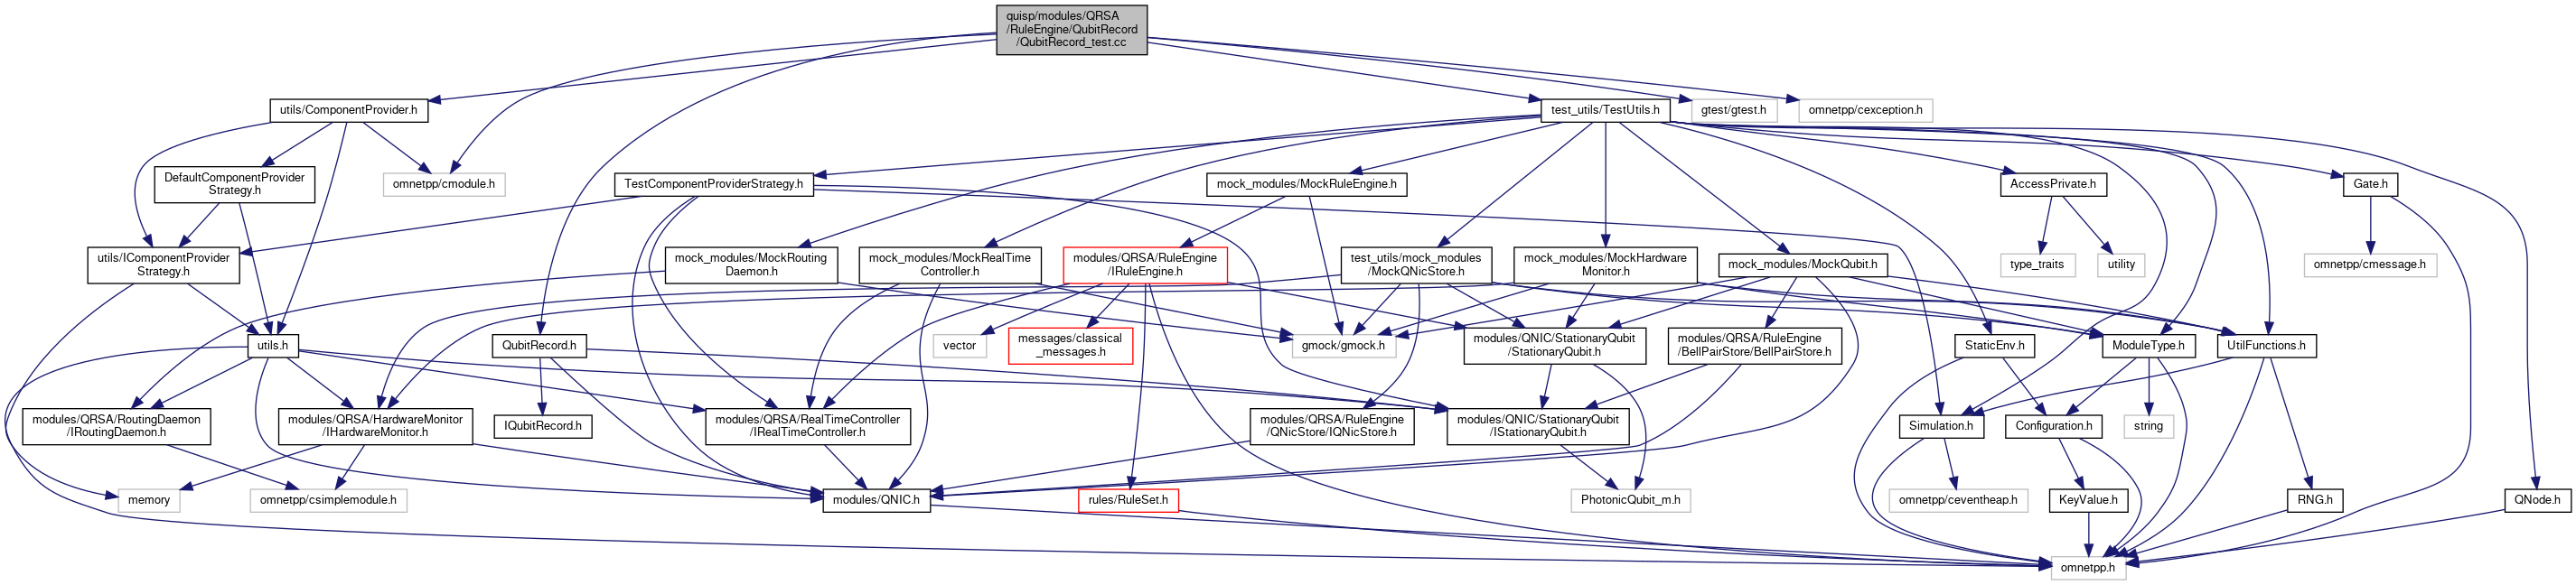 quisp/modules/QRSA
/RuleEngine/QubitRecord
/QubitRecord_test.cc
utils/ComponentProvider.h
test_utils/TestUtils.h
gtest/gtest.h
omnetpp/cexception.h
DefaultComponentProvider
Strategy.h
omnetpp/cmodule.h
TestComponentProviderStrategy.h
mock_modules/MockRuleEngine.h
AccessPrivate.h
Gate.h
utils/IComponentProvider
Strategy.h
mock_modules/MockRouting
Daemon.h
mock_modules/MockRealTime
Controller.h
modules/QRSA/RuleEngine
/IRuleEngine.h
test_utils/mock_modules
/MockQNicStore.h
mock_modules/MockHardware
Monitor.h
mock_modules/MockQubit.h
type_traits
utility
omnetpp/cmessage.h
utils.h
QubitRecord.h
vector
messages/classical
_messages.h
gmock/gmock.h
modules/QNIC/StationaryQubit
/StationaryQubit.h
modules/QRSA/RuleEngine
/BellPairStore/BellPairStore.h
StaticEnv.h
ModuleType.h
UtilFunctions.h
modules/QRSA/RoutingDaemon
/IRoutingDaemon.h
modules/QRSA/HardwareMonitor
/IHardwareMonitor.h
IQubitRecord.h
modules/QRSA/RealTimeController
/IRealTimeController.h
modules/QRSA/RuleEngine
/QNicStore/IQNicStore.h
modules/QNIC/StationaryQubit
/IStationaryQubit.h
Simulation.h
Configuration.h
string
memory
omnetpp/csimplemodule.h
modules/QNIC.h
rules/RuleSet.h
PhotonicQubit_m.h
omnetpp/ceventheap.h
KeyValue.h
RNG.h
QNode.h
omnetpp.h